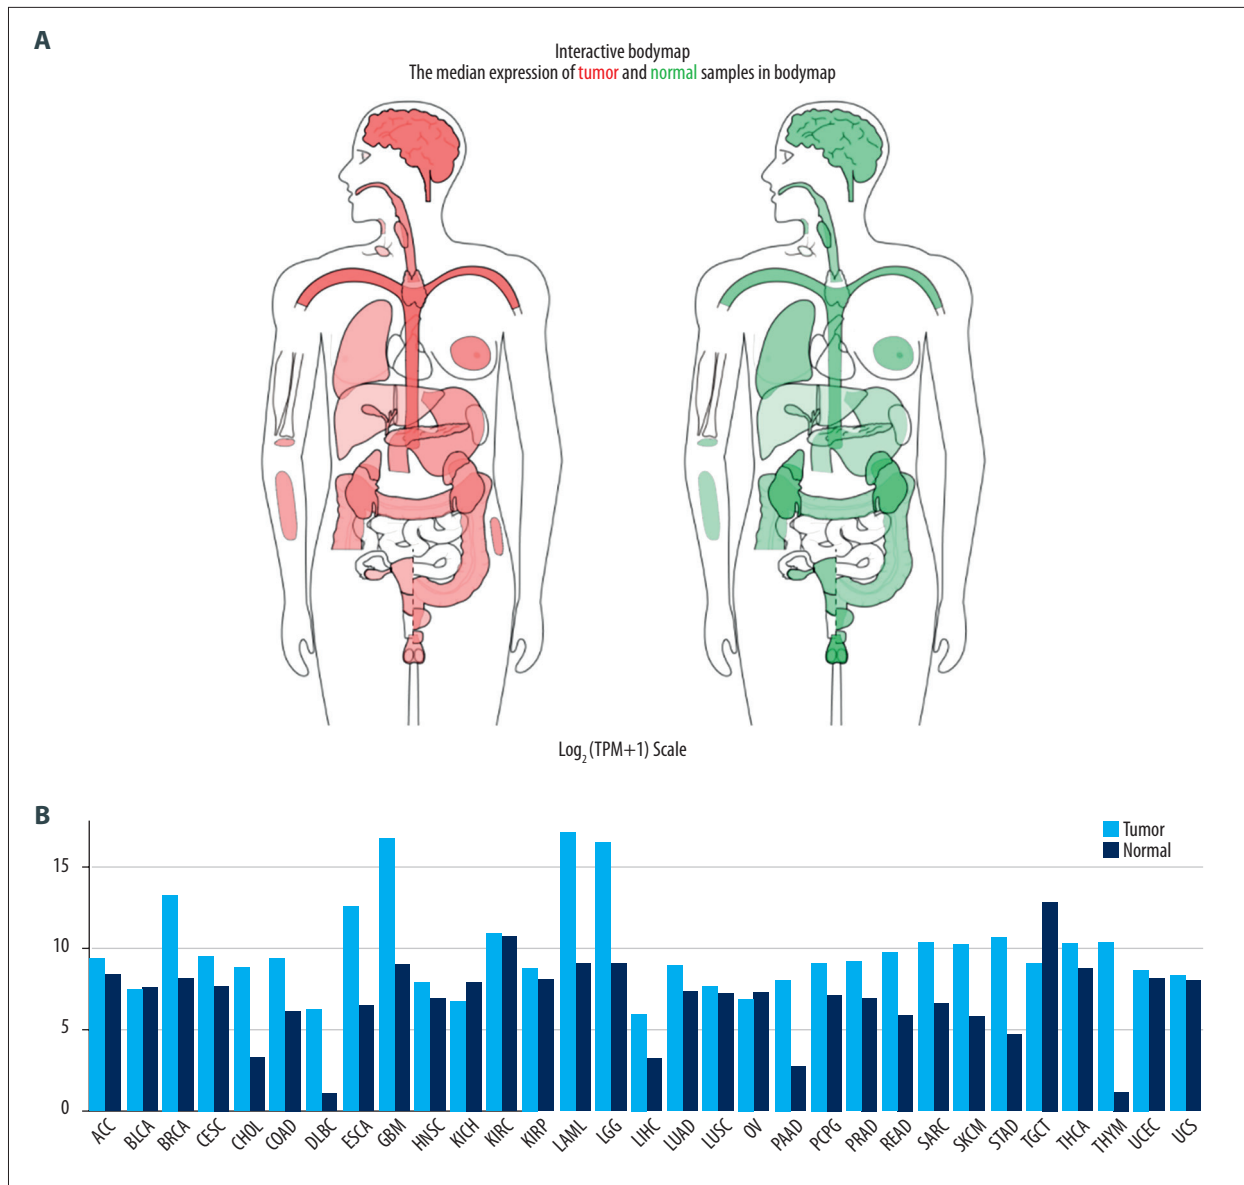 A
Interactive bodymap
The median expression of tumor and normal samples in bodymap
Log2 (TPM+1) Scale
B
Tumor
Normal
15
10
5
0
ACC
BLCA
BRCA
CESC
CHOL
COAD
DLBC
ESCA
GBM
HNSC
KICH
KIRC
KIRP
LAML
LGG
LIHC
LUAD
LUSC
OV
PAAD
PCPG
PRAD
READ
SARC
SKCM
STAD
TGCT
THCA
THYM
UCEC
UCS